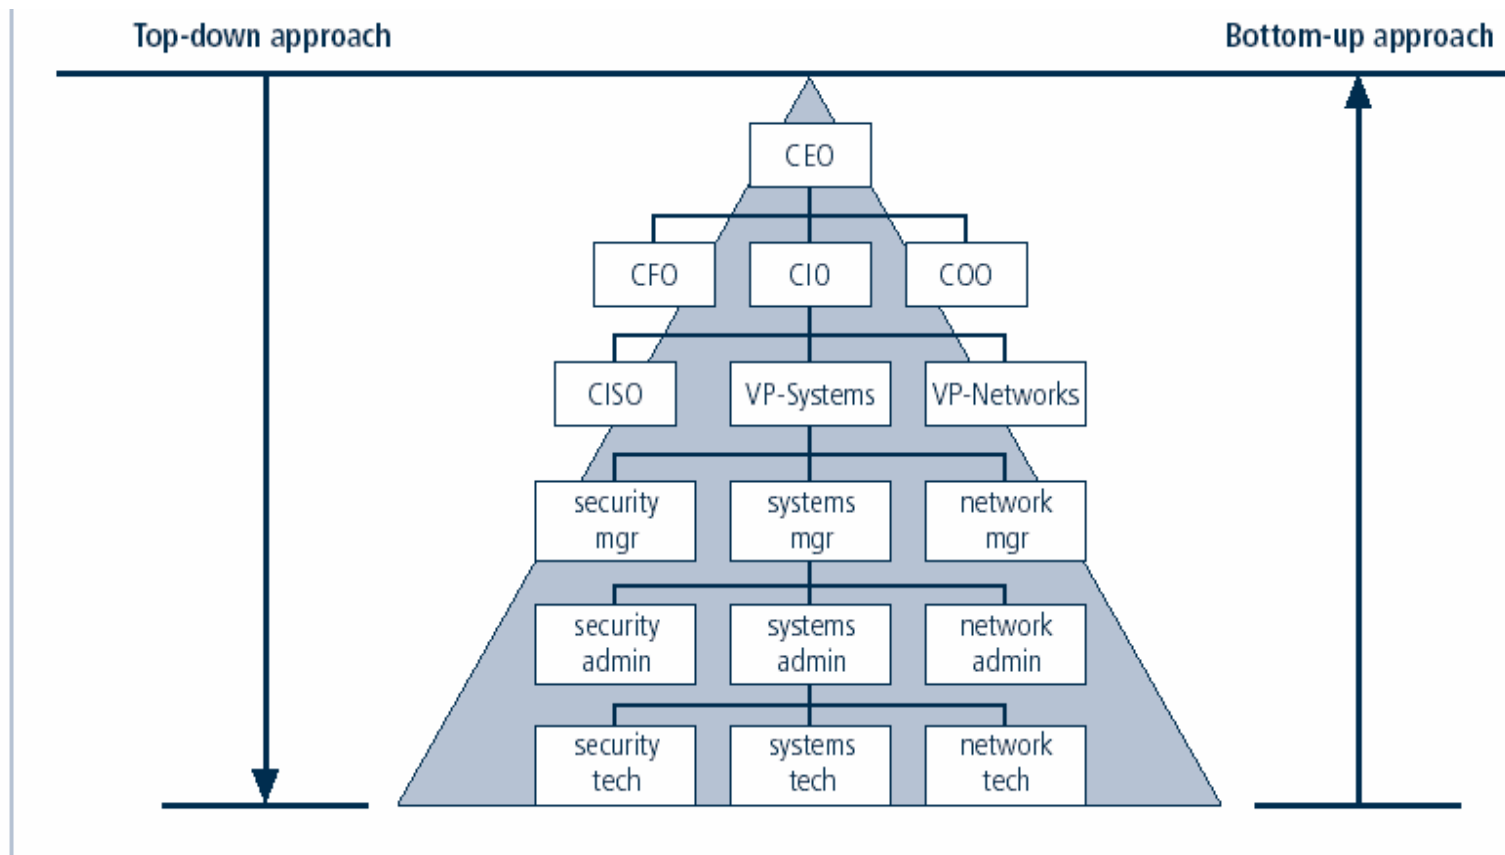 Top-down approach
Bottom-up approach
CEO
CFO
CIO
COO
CISO
VP-Systems
VP-Networks
security
mgr
systems
mgr
network
mgr
security
admin
systems
admin
network
admin
security
tech
systems
tech
network
tech